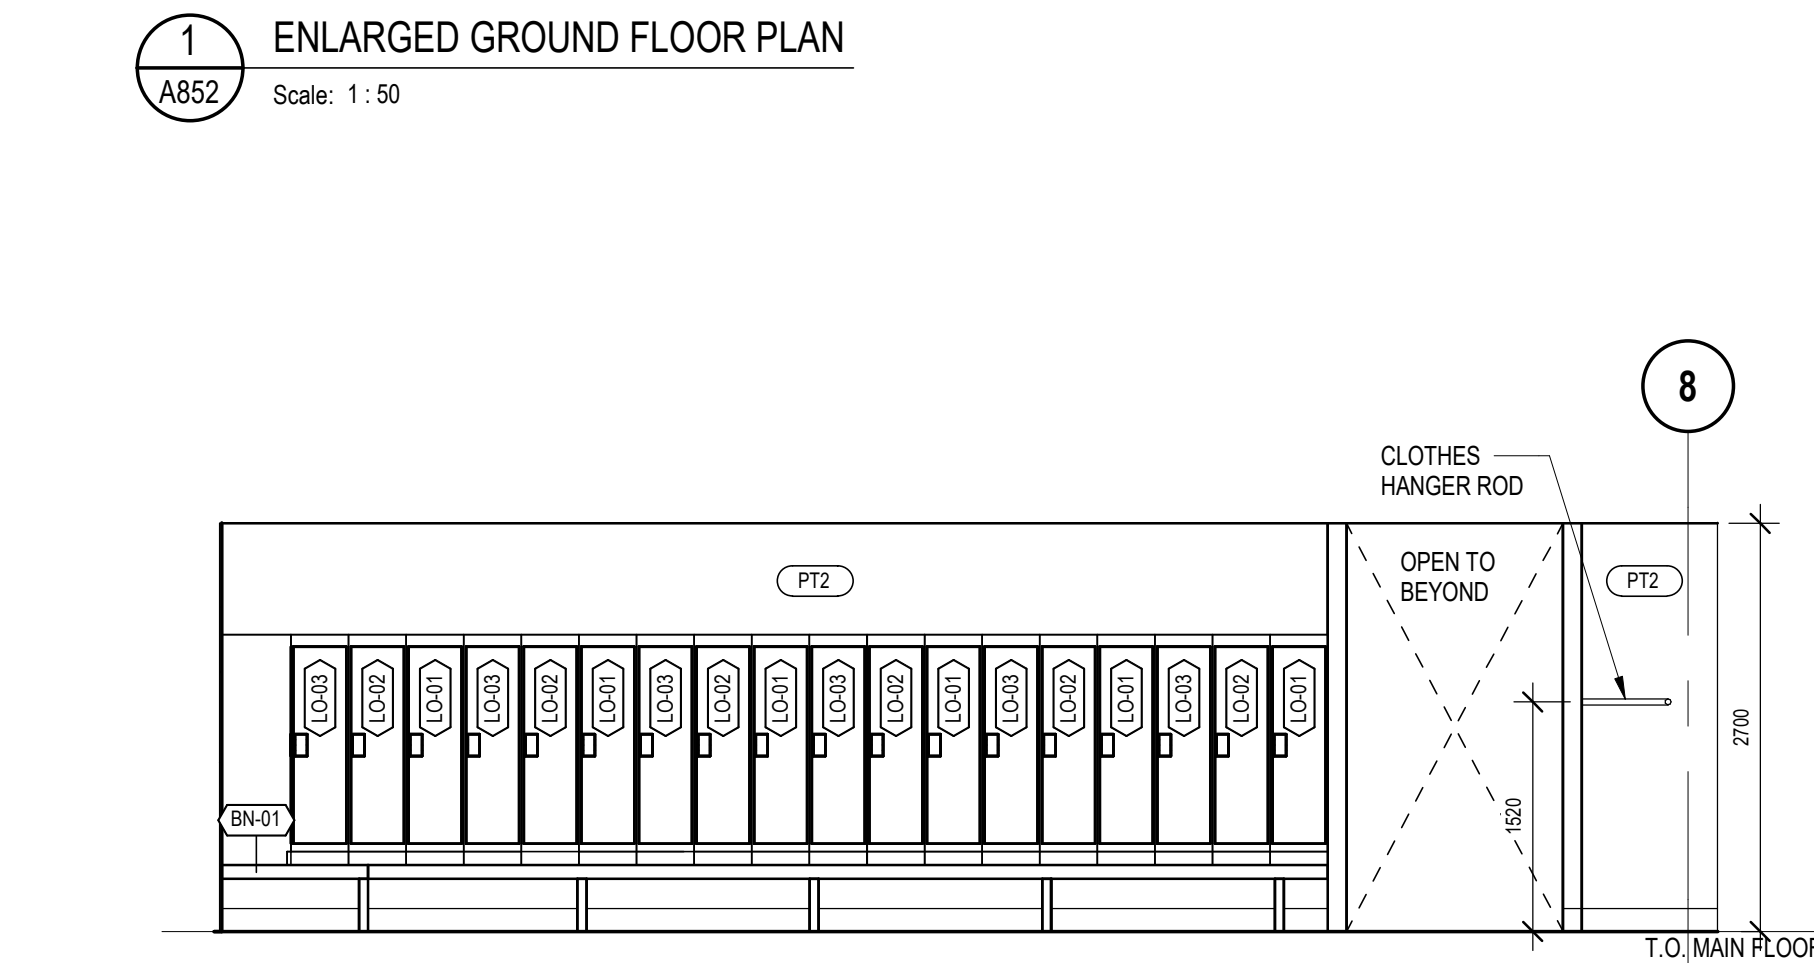 1
A852
ENLARGED GROUND FLOOR PLAN
Scale: 1 : 50
8
CLOTHES
HANGER ROD
OPEN TO
BEYOND
PT2
PT2
LO-03
LO-02
LO-01
LO-03
LO-02
LO-01
LO-03
LO-02
LO-01
LO-03
LO-02
LO-01
LO-03
LO-02
LO-01
LO-03
LO-02
LO-01
BN-01
1520
2700
T.O. MAIN FLOOR